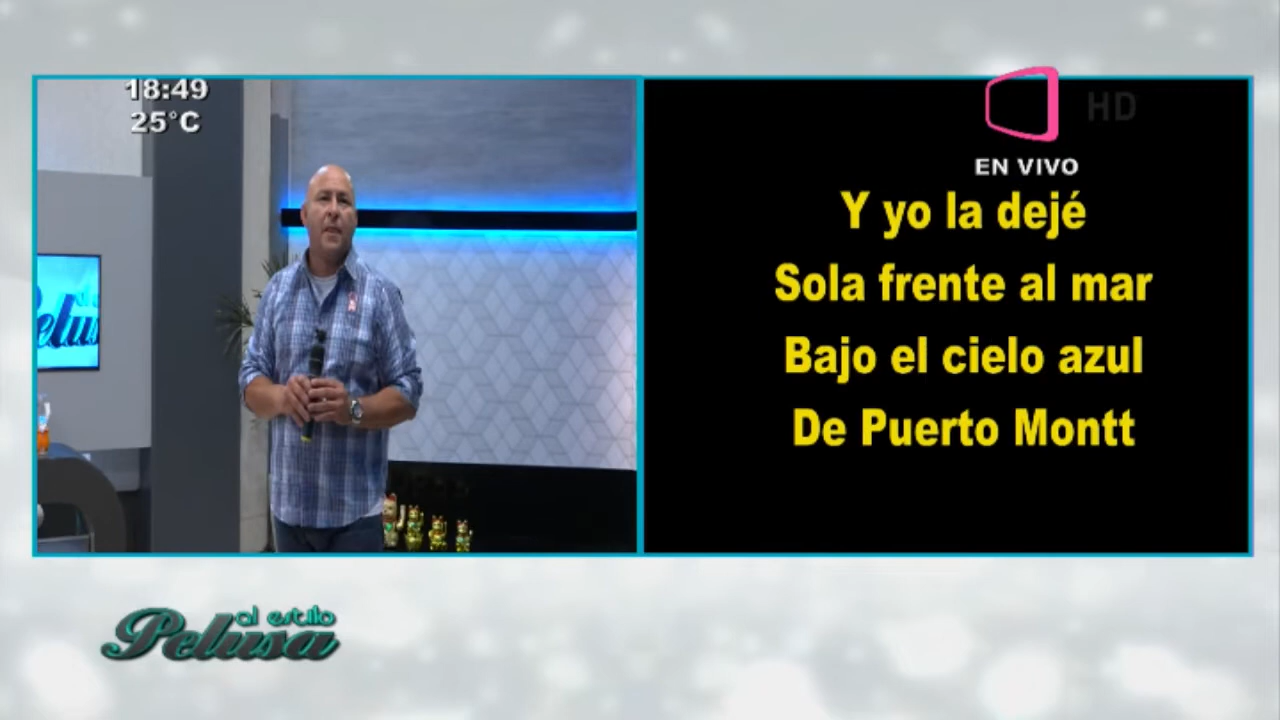 18:49
25°C
HD
EN VIVO
Y yo la dejé
Sola frente al mar
Bajo el cielo azul
De Puerto Montt
al estilo
Pelusa